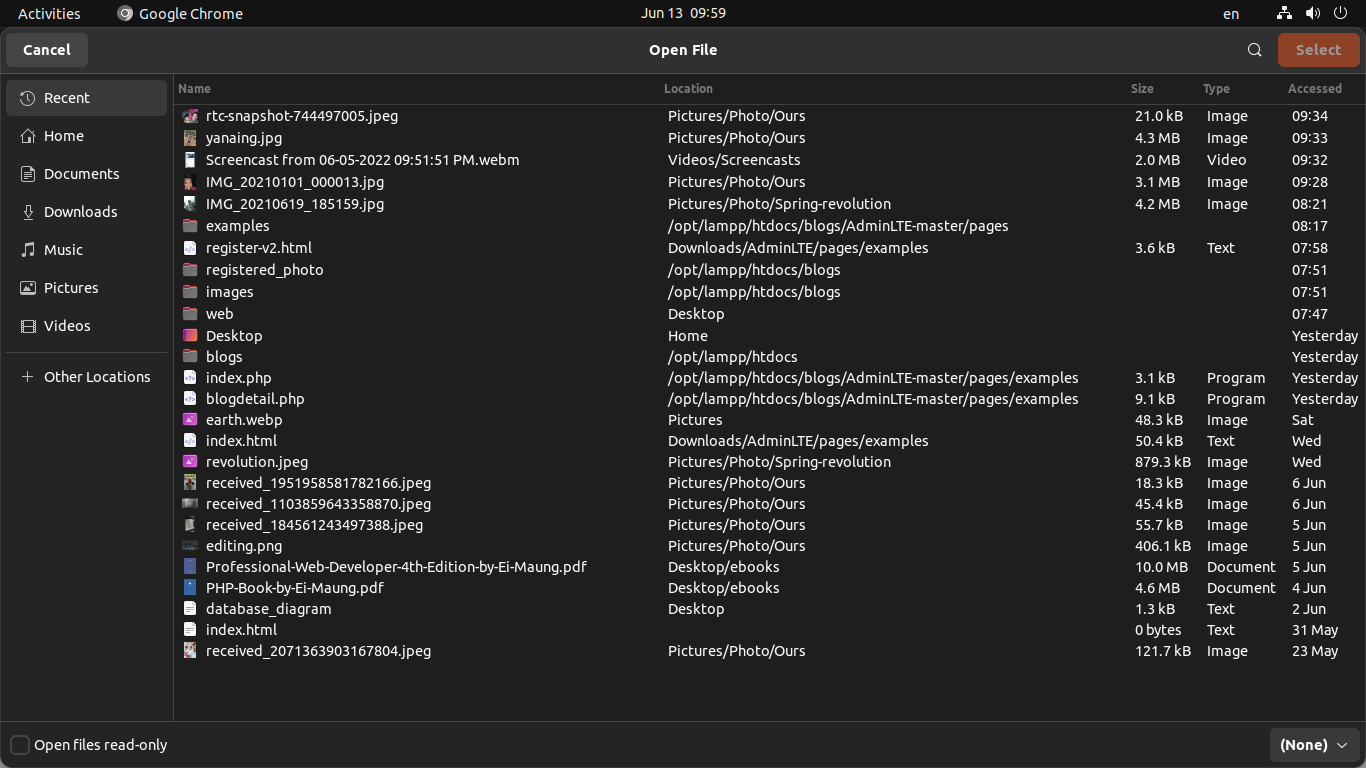 Activities Google Chrome Jun 13 09:59 en
Cancel Open File Select
Name Location Size Type Accessed
Recent
Home
Documents
Downloads
Music
Pictures
Videos
Other Locations
rtc-snapshot-744497005.jpeg Pictures/Photo/Ours 21.0 kB Image 09:34
yanaing.jpg Pictures/Photo/Ours 4.3 MB Image 09:33
Screencast from 06-05-2022 09:51:51 PM.webm Videos/Screencasts 2.0 MB Video 09:32
IMG_20210101_000013.jpg Pictures/Photo/Ours 3.1 MB Image 09:28
IMG_20210619_185159.jpg Pictures/Photo/Spring-revolution 4.2 MB Image 08:21
examples /opt/lampp/htdocs/blogs/AdminLTE-master/pages 08:17
register-v2.html Downloads/AdminLTE/pages/examples 3.6 kB Text 07:58
registered_photo /opt/lampp/htdocs/blogs 07:51
images /opt/lampp/htdocs/blogs 07:51
web Desktop 07:47
Desktop Home Yesterday
blogs /opt/lampp/htdocs Yesterday
index.php /opt/lampp/htdocs/blogs/AdminLTE-master/pages/examples 3.1 kB Program Yesterday
blogdetail.php /opt/lampp/htdocs/blogs/AdminLTE-master/pages/examples 9.1 kB Program Yesterday
earth.webp Pictures 48.3 kB Image Sat
index.html Downloads/AdminLTE/pages/examples 50.4 kB Text Wed
revolution.jpeg Pictures/Photo/Spring-revolution 879.3 kB Image Wed
received_1951958581782166.jpeg Pictures/Photo/Ours 18.3 kB Image 6 Jun
received_1103859643358870.jpeg Pictures/Photo/Ours 45.4 kB Image 6 Jun
received_184561243497388.jpeg Pictures/Photo/Ours 55.7 kB Image 5 Jun
editing.png Pictures/Photo/Ours 406.1 kB Image 5 Jun
Professional-Web-Developer-4th-Edition-by-Ei-Maung.pdf Desktop/ebooks 10.0 MB Document 5 Jun
PHP-Book-by-Ei-Maung.pdf Desktop/ebooks 4.6 MB Document 4 Jun
database_diagram Desktop 1.3 kB Text 2 Jun
index.html 0 bytes Text 31 May
received_2071363903167804.jpeg Pictures/Photo/Ours 121.7 kB Image 23 May
Open files read-only (None)